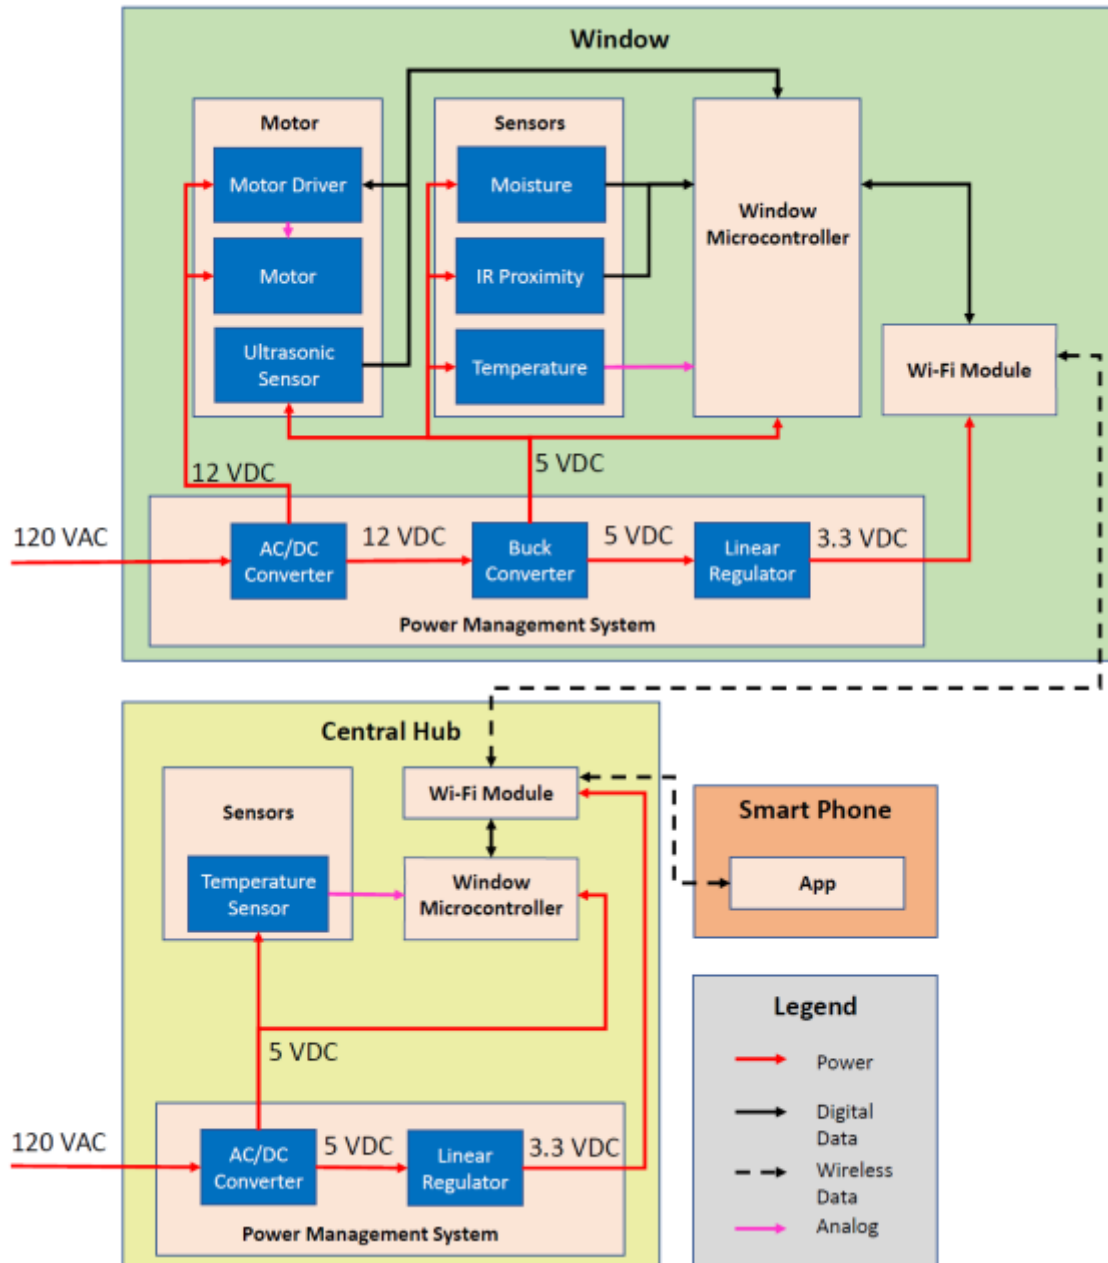 Window
Motor
Motor Driver
Motor
Ultrasonic
Sensor
Sensors
Moisture
IR Proximity
Temperature
Window
Microcontroller
Wi-Fi Module
12 VDC
5 VDC
120 VAC
AC/DC
Converter
12 VDC
Buck
Converter
5 VDC
Linear
Regulator
3.3 VDC
Power Management System
Central Hub
Sensors
Temperature
Sensor
Wi-Fi Module
Window
Microcontroller
5 VDC
120 VAC
AC/DC
Converter
5 VDC
Linear
Regulator
3.3 VDC
Power Management System
Smart Phone
App
Legend
Power
Digital
Data
Wireless
Data
Analog